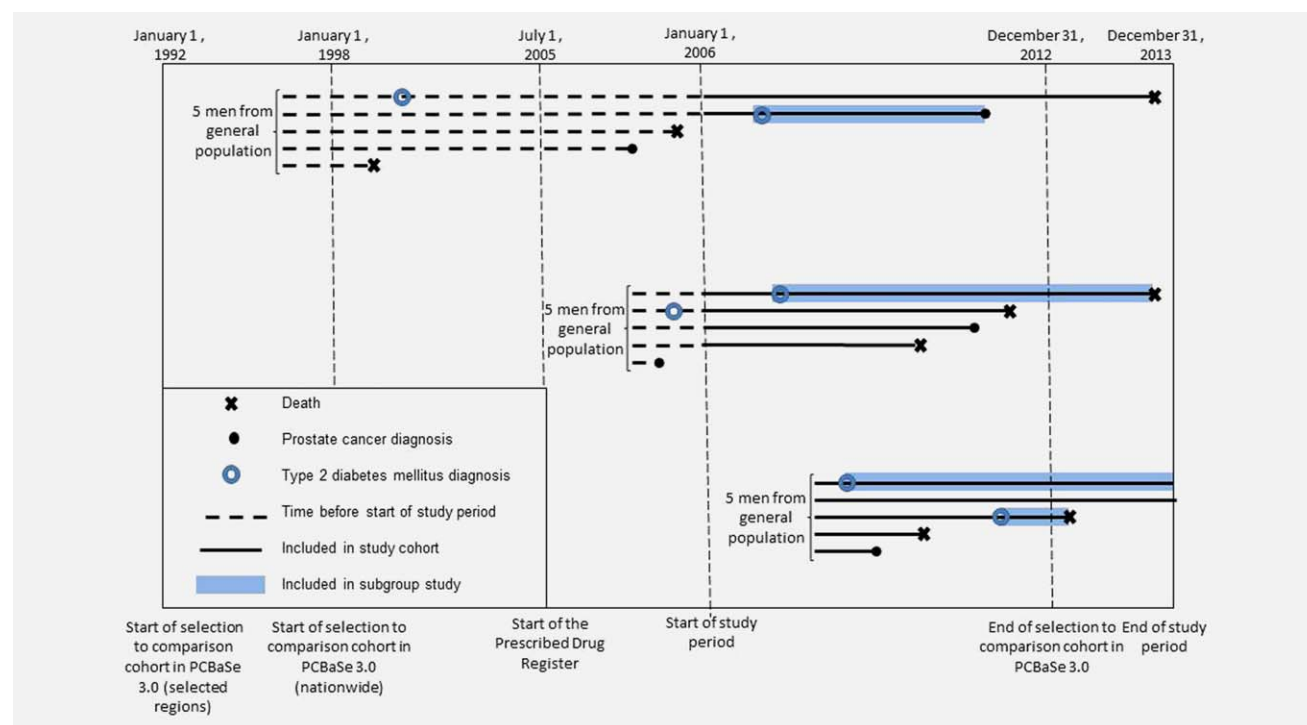 January 1 ,
1992
January 1 ,
1998
July 1,
2005
January 1 ,
2006
December 31 ,
2012
December 31,
2013
5 men from
general
population
5 men from
general
population
5 men from
general
population
Death
Prostate cancer diagnosis
Type 2 diabetes mellitus diagnosis
Time before start of study period
Included in study cohort
Included in subgroup study
Start of selection
to comparison
cohort in PCBaSe
3.0 (selected
regions)
Start of selection to
comparison cohort in
PCBaSe 3.0
(nationwide)
Start of the
Prescribed Drug
Register
Start of study
period
End of selection to
comparison cohort in
PCBaSe 3.0
End of study
period